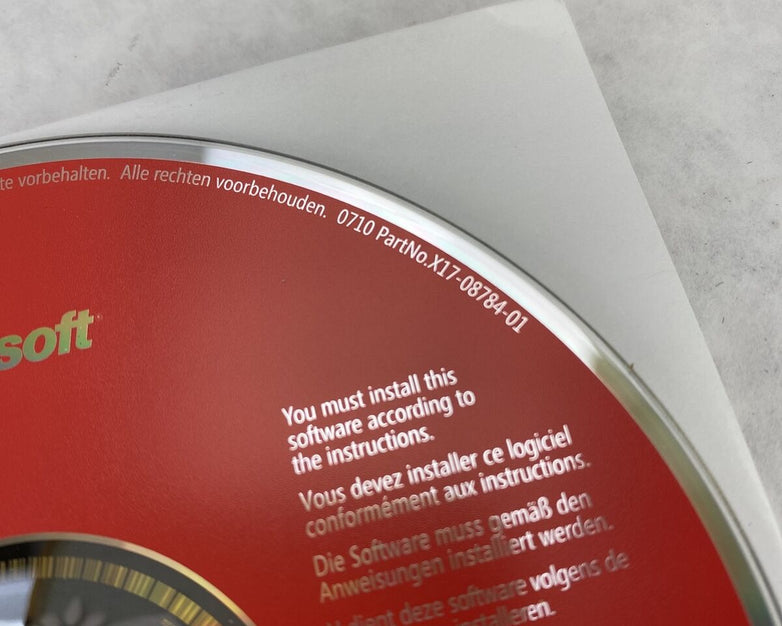 te vorbehalten. Alle rechten voorbehouden. 0710 PartNo.X17-08784-01
soft
You must install this
software according to
the instructions.
Vous devez installer ce logiciel
conformément aux instructions.
Die Software muss gemäß den
Anweisungen installiert werden.
dient deze software volgens de
installeren.